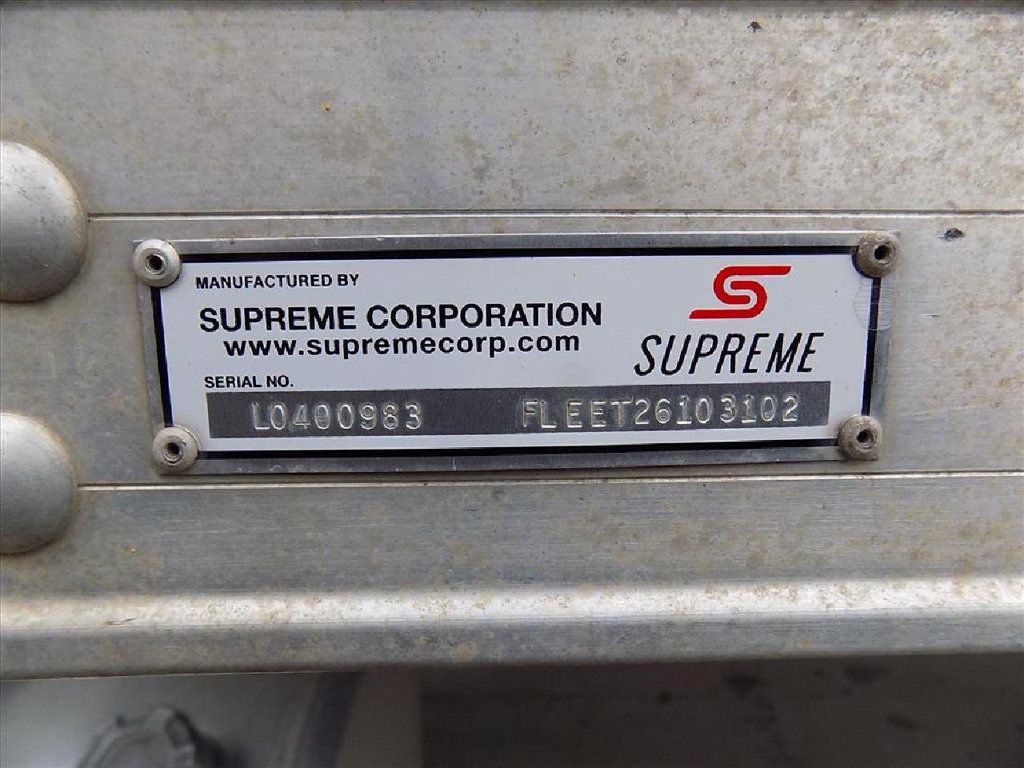 MANUFACTURED BY
SUPREME CORPORATION
www.supremecorp.com
S
SUPREME
SERIAL NO.
L0400983 FLEET26103102